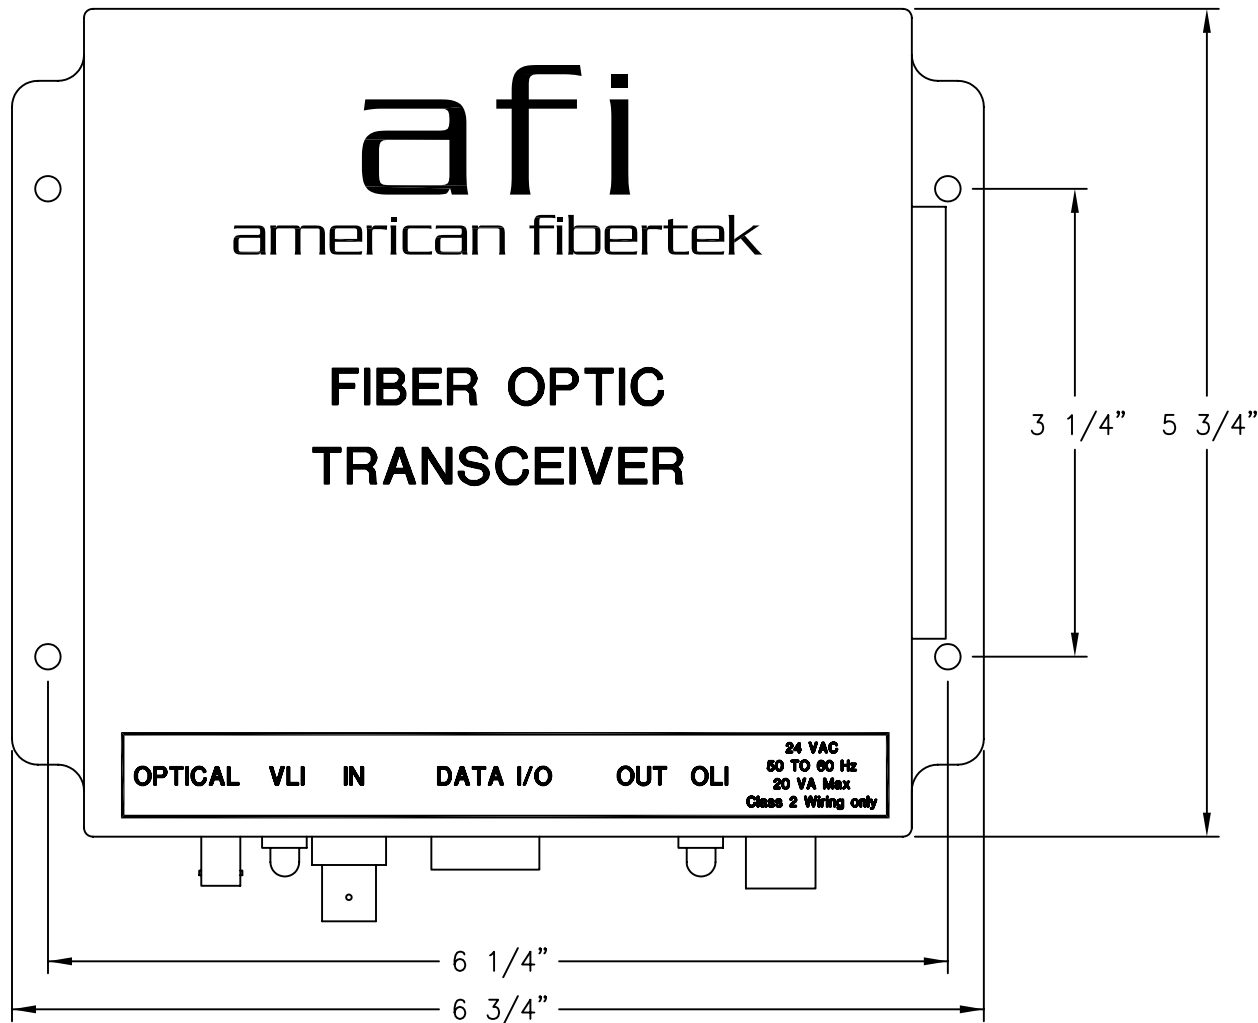 afi
american fibertek
FIBER OPTIC
TRANSCEIVER
3 1/4” 5 3/4”
OPTICAL VLI IN DATA I/O OUT OLI
24 VAC
50 TO 60 Hz
20 VA Max
Class 2 Wiring only
6 1/4”
6 3/4”